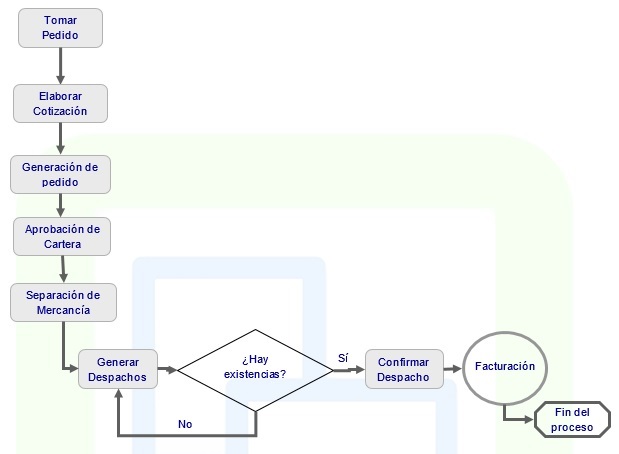 Tomar
Pedido
Elaborar
Cotización
Generación de
pedido
Aprobación de
Cartera
Separación de
Mercancía
Generar
Despachos
¿Hay
existencias?
Sí
No
Confirmar
Despacho
Facturación
Fin del
proceso